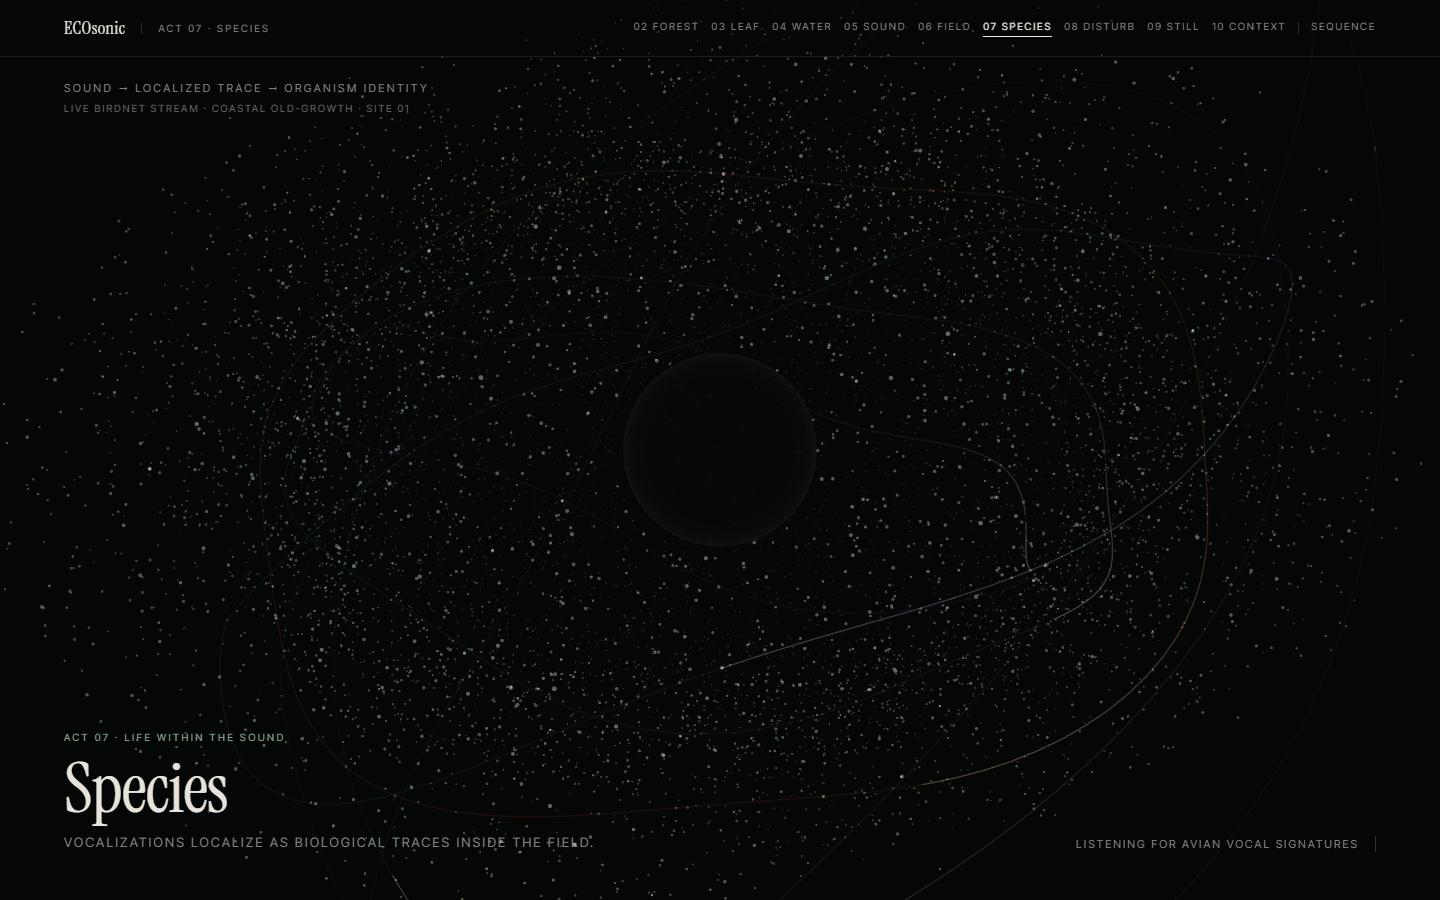 ECOsonic
ACT 07 · SPECIES
02 FOREST 03 LEAF 04 WATER 05 SOUND 06 FIELD 07 SPECIES 08 DISTURB 09 STILL 10 CONTEXT SEQUENCE
SOUND → LOCALIZED TRACE → ORGANISM IDENTITY
LIVE BIRDNET STREAM · COASTAL OLD-GROWTH · SITE 01
ACT 07 · LIFE WITHIN THE SOUND
Species
VOCALIZATIONS LOCALIZE AS BIOLOGICAL TRACES INSIDE THE FIELD.
LISTENING FOR AVIAN VOCAL SIGNATURES